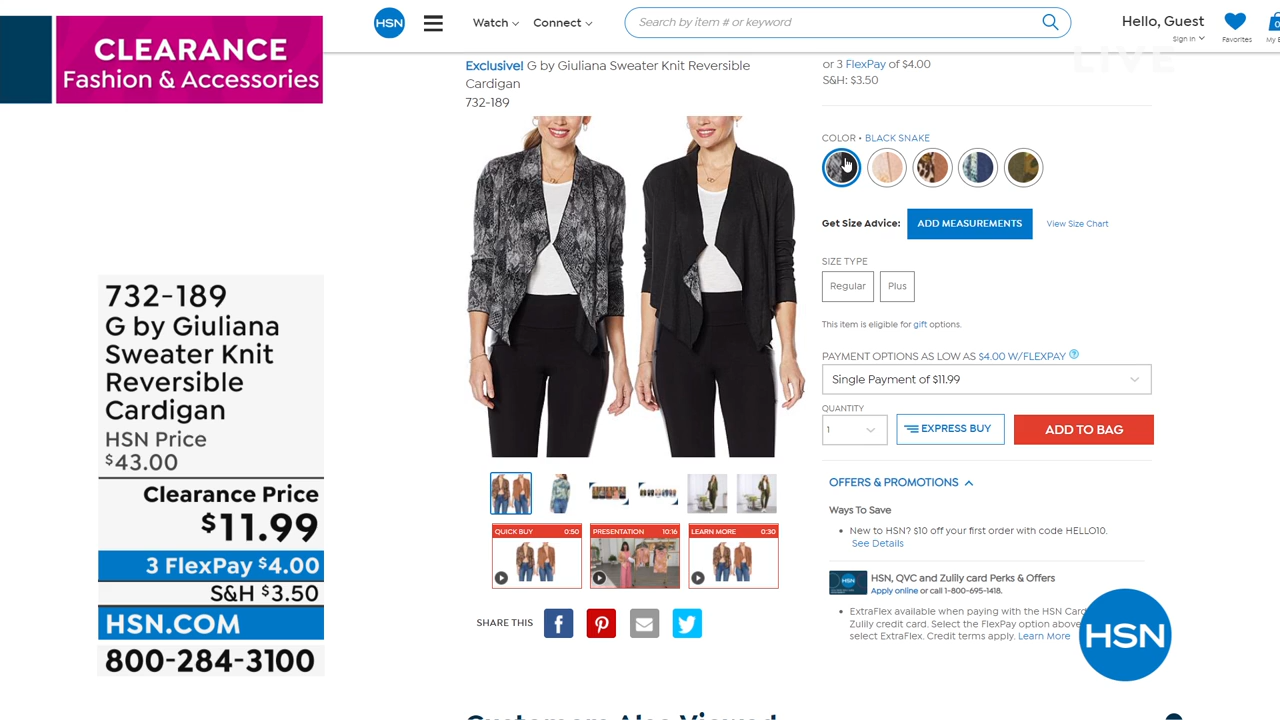 CLEARANCE
Fashion & Accessories
732-189
G by Giuliana
Sweater Knit
Reversible
Cardigan
HSN Price
$43.00
Clearance Price
$11.99
3 FlexPay $4.00
S&H $3.50
HSN.COM
800-284-3100
HSN
Watch
Connect
Search by item # or keyword
Hello, Guest
Sign In
Favorites
LIVE
Exclusive! G by Giuliana Sweater Knit Reversible
Cardigan
732-189
or 3 FlexPay of $4.00
S&H: $3.50
COLOR • BLACK SNAKE
Get Size Advice: ADD MEASUREMENTS View Size Chart
SIZE TYPE
Regular Plus
This item is eligible for gift options.
PAYMENT OPTIONS AS LOW AS $4.00 W/FLEXPAY ?
Single Payment of $11.99
QUANTITY
1
EXPRESS BUY
ADD TO BAG
QUICK BUY 0:50
PRESENTATION 10:16
LEARN MORE 0:30
SHARE THIS
OFFERS & PROMOTIONS
Ways To Save
• New to HSN? $10 off your first order with code HELLO10.
See Details
HSN, QVC and Zulily card Perks & Offers
Apply online or call 1-800-695-1418.
• ExtraFlex available when paying with the HSN Card
Zulily credit card. Select the FlexPay option above
select ExtraFlex. Credit terms apply. Learn More
HSN
Customers Also Viewed